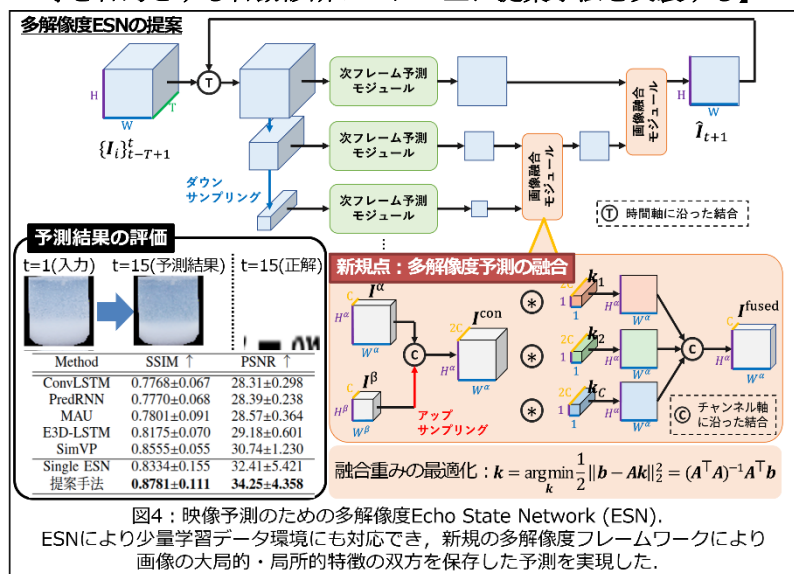 多解像度ESNの提案
H
W
T
{I_i}^t_{t-T+1}
T
次フレーム予測
モジュール
次フレーム予測
モジュール
次フレーム予測
モジュール
ダウン
サンプリング
画像融合
モジュール
画像融合
モジュール
H
W
Î_{t+1}
T 時間軸に沿った結合
⋮
予測結果の評価
t=1(入力) t=15(予測結果) t=15(正解)
Method SSIM ↑ PSNR ↑
ConvLSTM 0.7768±0.067 28.31±0.298
PredRNN 0.7770±0.068 28.39±0.238
MAU 0.7801±0.091 28.57±0.364
E3D-LSTM 0.8175±0.070 29.18±0.601
SimVP 0.8555±0.055 30.74±1.230
Single ESN 0.8334±0.155 32.41±5.421
提案手法 0.8781±0.111 34.25±4.358
新規点:多解像度予測の融合
C I^α
H^α
W^α
I^β
H^β
W^β
C
アップ
サンプリング
I^con
2C
H^α
W^α
2C k_1
1
1
C
H^α
W^α
k_2
1
1
H^α
W^α
2C k_C
1
1
H^α
W^α
C
I^fused
C
H^α
W^α
C チャンネル軸
に沿った結合
融合重みの最適化:k = argmin_k 1/2 ‖b − Ak‖²₂ = (A^⊤A)^{−1}A^⊤b
図4:映像予測のための多解像度Echo State Network (ESN).
ESNにより少量学習データ環境にも対応でき,新規の多解像度フレームワークにより
画像の大局的・局所的特徴の双方を保存した予測を実現した.